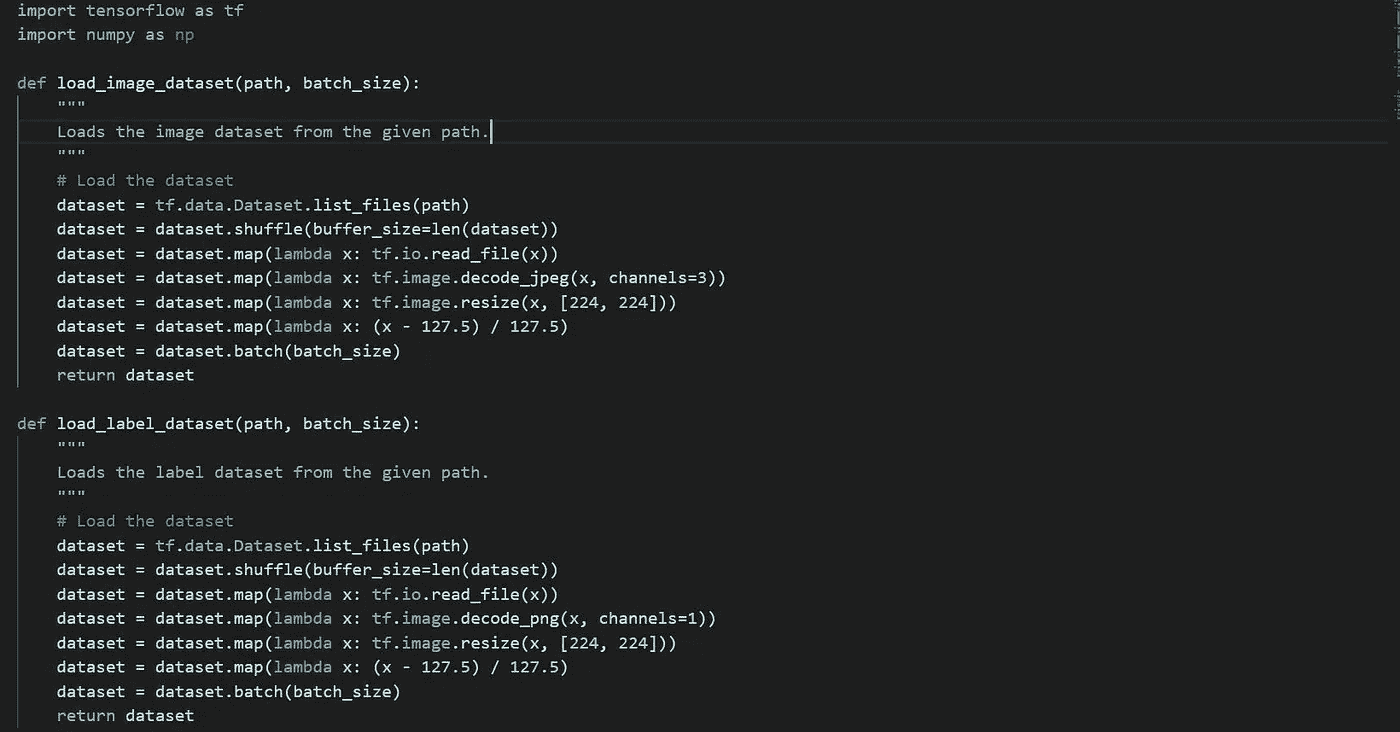 import tensorflow as tf
import numpy as np
def load_image_dataset(path, batch_size):
    """
    Loads the image dataset from the given path.
    """
    # Load the dataset
    dataset = tf.data.Dataset.list_files(path)
    dataset = dataset.shuffle(buffer_size=len(dataset))
    dataset = dataset.map(lambda x: tf.io.read_file(x))
    dataset = dataset.map(lambda x: tf.image.decode_jpeg(x, channels=3))
    dataset = dataset.map(lambda x: tf.image.resize(x, [224, 224]))
    dataset = dataset.map(lambda x: (x - 127.5) / 127.5)
    dataset = dataset.batch(batch_size)
    return dataset
def load_label_dataset(path, batch_size):
    """
    Loads the label dataset from the given path.
    """
    # Load the dataset
    dataset = tf.data.Dataset.list_files(path)
    dataset = dataset.shuffle(buffer_size=len(dataset))
    dataset = dataset.map(lambda x: tf.io.read_file(x))
    dataset = dataset.map(lambda x: tf.image.decode_png(x, channels=1))
    dataset = dataset.map(lambda x: tf.image.resize(x, [224, 224]))
    dataset = dataset.map(lambda x: (x - 127.5) / 127.5)
    dataset = dataset.batch(batch_size)
    return dataset